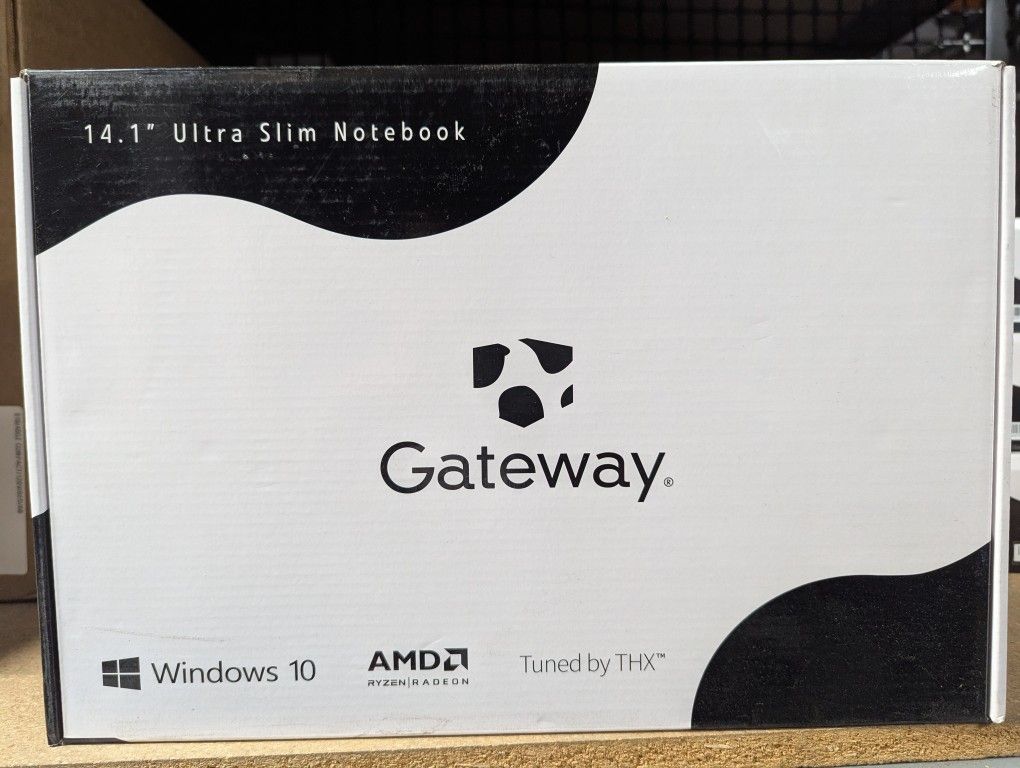 14.1" Ultra Slim Notebook
Gateway®
Windows 10
AMD
RYZEN|RADEON
Tuned by THX™